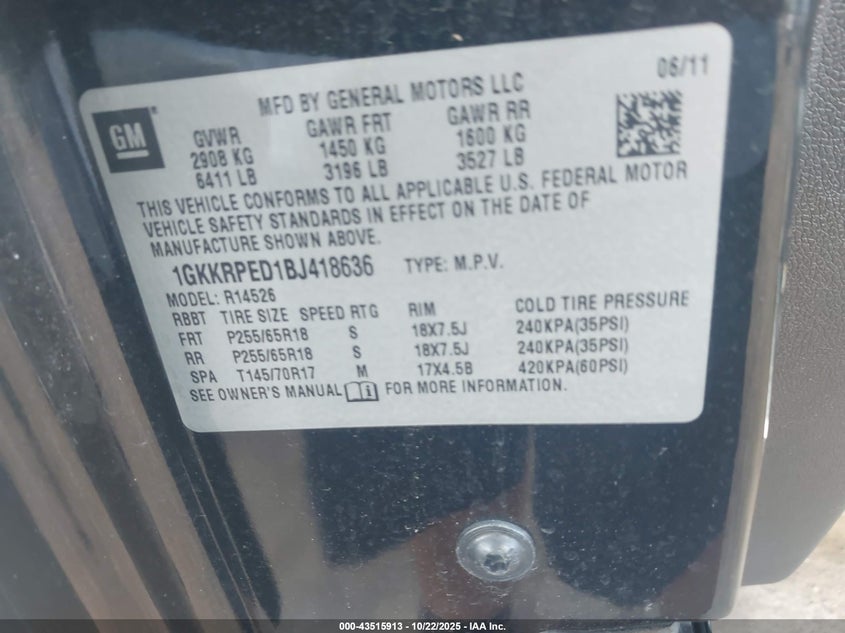 06/11
MFD BY GENERAL MOTORS LLC
GM
GVWR GAWR FRT GAWR RR
2908 KG 1450 KG 1600 KG
6411 LB 3196 LB 3527 LB
THIS VEHICLE CONFORMS TO ALL APPLICABLE U.S. FEDERAL MOTOR
VEHICLE SAFETY STANDARDS IN EFFECT ON THE DATE OF
MANUFACTURE SHOWN ABOVE.
1GKKRPED1BJ418636 TYPE: M.P.V.
MODEL: R14526
RBBT TIRE SIZE SPEED RTG RIM COLD TIRE PRESSURE
FRT P255/65R18 S 18X7.5J 240KPA(35PSI)
RR P255/65R18 S 18X7.5J 240KPA(35PSI)
SPA T145/70R17 M 17X4.5B 420KPA(60PSI)
SEE OWNER'S MANUAL FOR MORE INFORMATION.
000-43515913 - 10/22/2025 - IAA Inc.